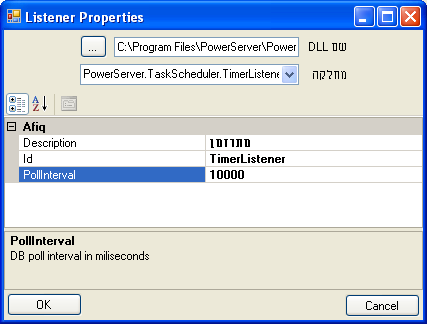 Listener Properties
... C:\Program Files\PowerServer\Power שם DLL
PowerServer.TaskScheduler.TimerListene מחלקה
Afiq
Description מתוזמן
Id TimerListener
PollInterval 10000
PollInterval
DB poll interval in miliseconds
OK Cancel